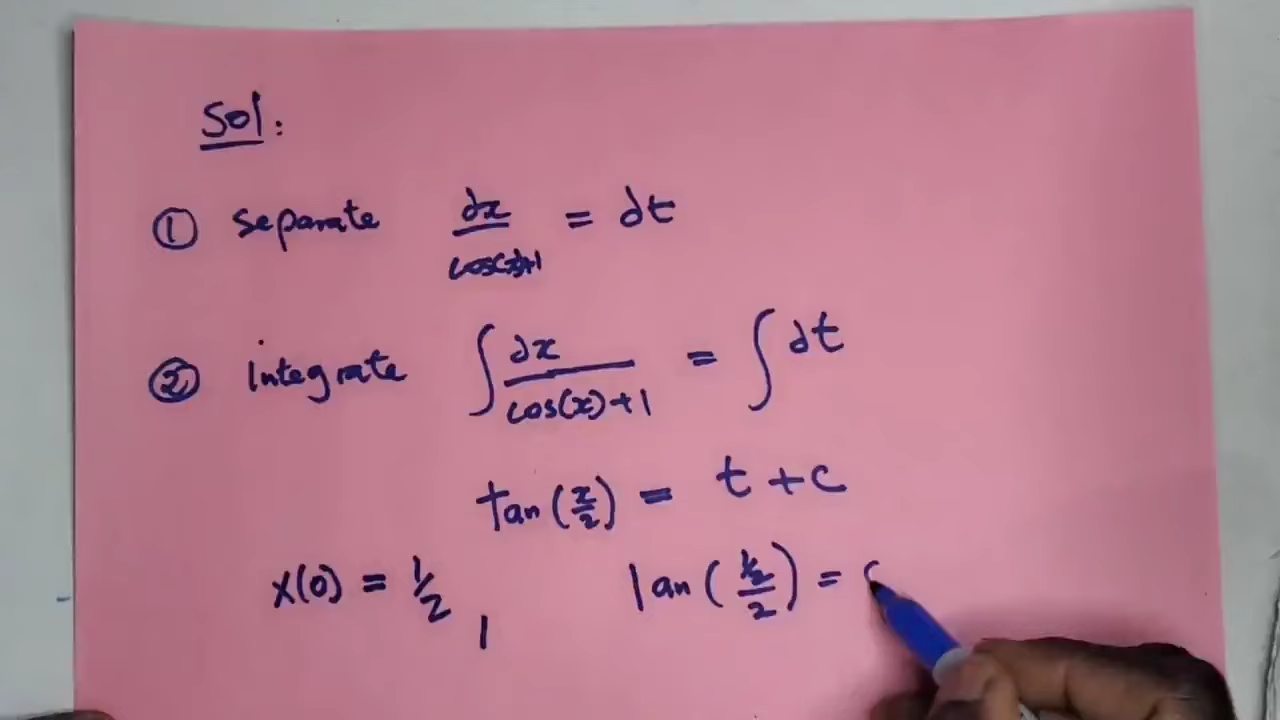 Sol:
① separate dx/cos(x)+1 = dt
② integrate ∫ dx/cos(x)+1 = ∫ dt
tan(x/2) = t + c
x(0) = 1/2, tan((1/2)/2) =